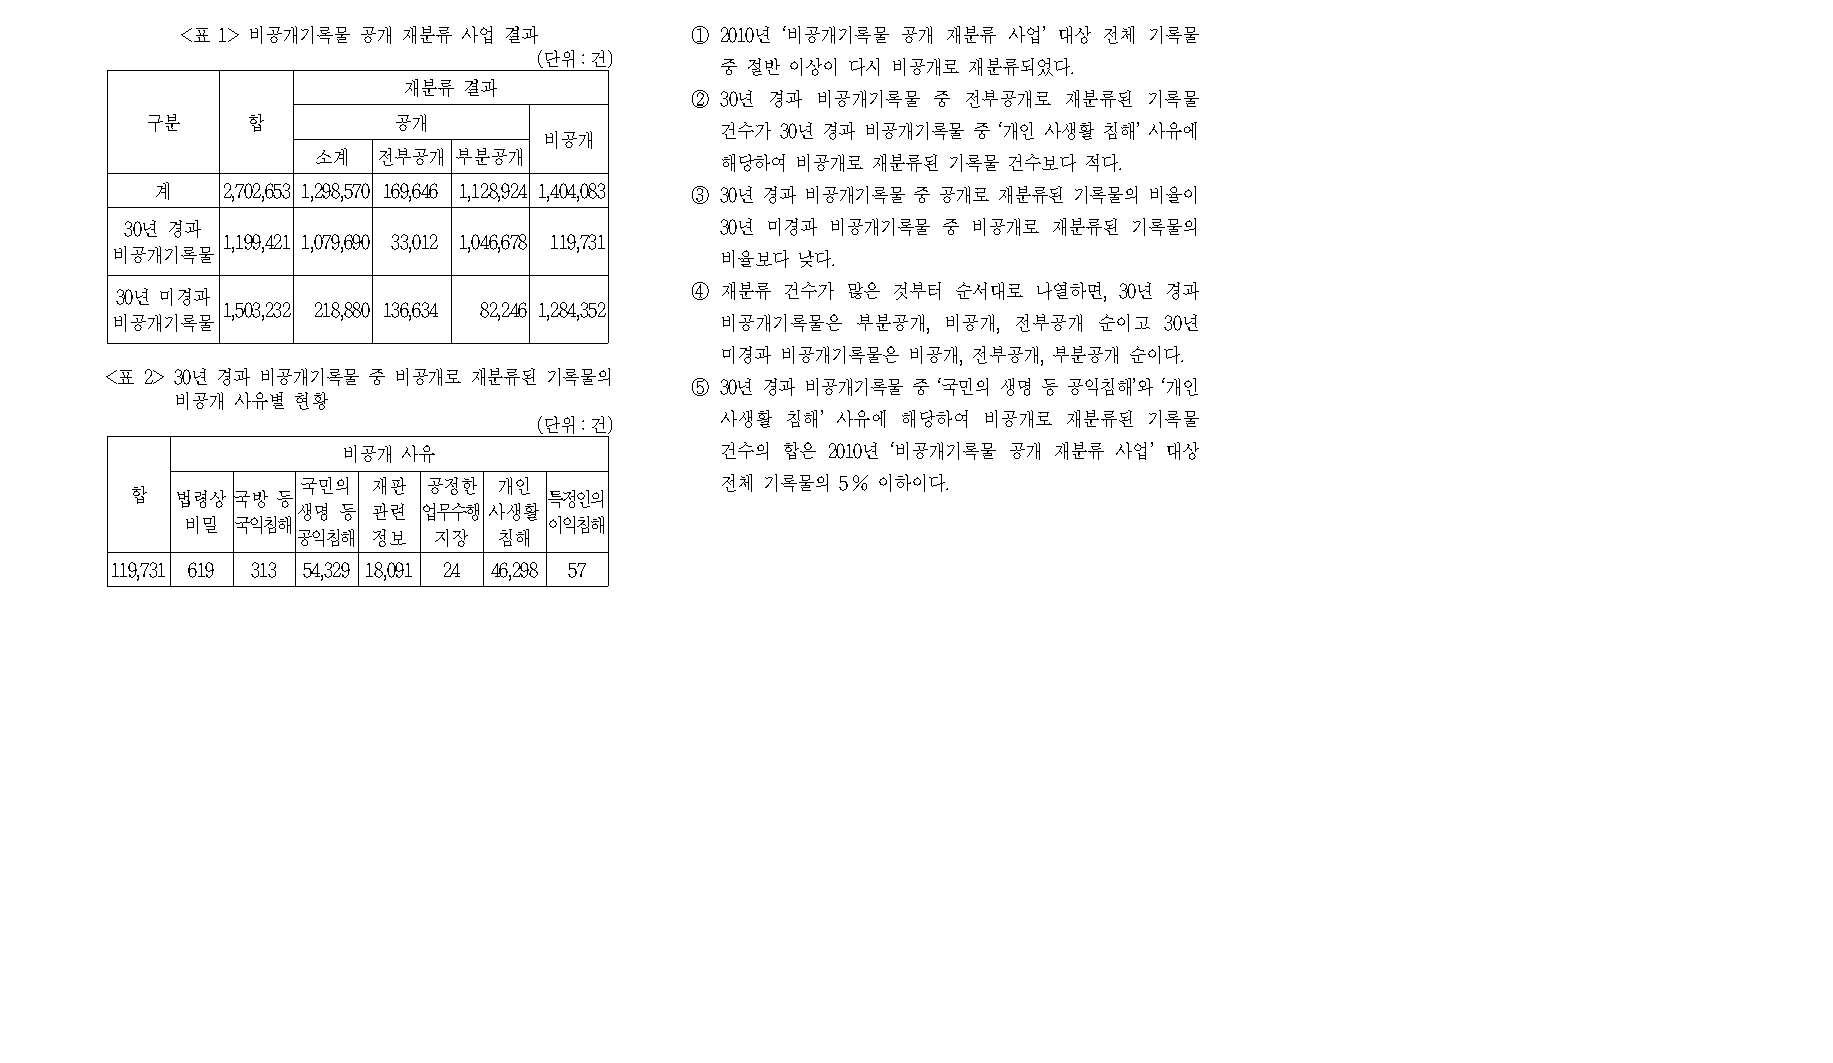 <표 1> 비공개기록물 공개 재분류 사업 결과
(단위 : 건)
구분 합 재분류 결과
공개 비공개
소계 전부공개 부분공개
계 2,702,653 1,298,570 169,646 1,128,924 1,404,083
30년 경과
비공개기록물 1,199,421 1,079,690 33,012 1,046,678 119,731
30년 미경과
비공개기록물 1,503,232 218,880 136,634 82,246 1,284,352
<표 2> 30년 경과 비공개기록물 중 비공개로 재분류된 기록물의
비공개 사유별 현황
(단위 : 건)
합 비공개 사유
법령상 비밀 국방 등 국익침해 국민의 생명 등 공익침해 재판 관련 정보 공정한 업무수행 지장 개인 사생활 침해 특정인의 이익침해
119,731 619 313 54,329 18,091 24 46,298 57
① 2010년 ‘비공개기록물 공개 재분류 사업’ 대상 전체 기록물
중 절반 이상이 다시 비공개로 재분류되었다.
② 30년 경과 비공개기록물 중 전부공개로 재분류된 기록물
건수가 30년 경과 비공개기록물 중 ‘개인 사생활 침해’ 사유에
해당하여 비공개로 재분류된 기록물 건수보다 적다.
③ 30년 경과 비공개기록물 중 공개로 재분류된 기록물의 비율이
30년 미경과 비공개기록물 중 비공개로 재분류된 기록물의
비율보다 낮다.
④ 재분류 건수가 많은 것부터 순서대로 나열하면, 30년 경과
비공개기록물은 부분공개, 비공개, 전부공개 순이고 30년
미경과 비공개기록물은 비공개, 전부공개, 부분공개 순이다.
⑤ 30년 경과 비공개기록물 중 ‘국민의 생명 등 공익침해’와 ‘개인
사생활 침해’ 사유에 해당하여 비공개로 재분류된 기록물
건수의 합은 2010년 ‘비공개기록물 공개 재분류 사업’ 대상
전체 기록물의 5% 이하이다.